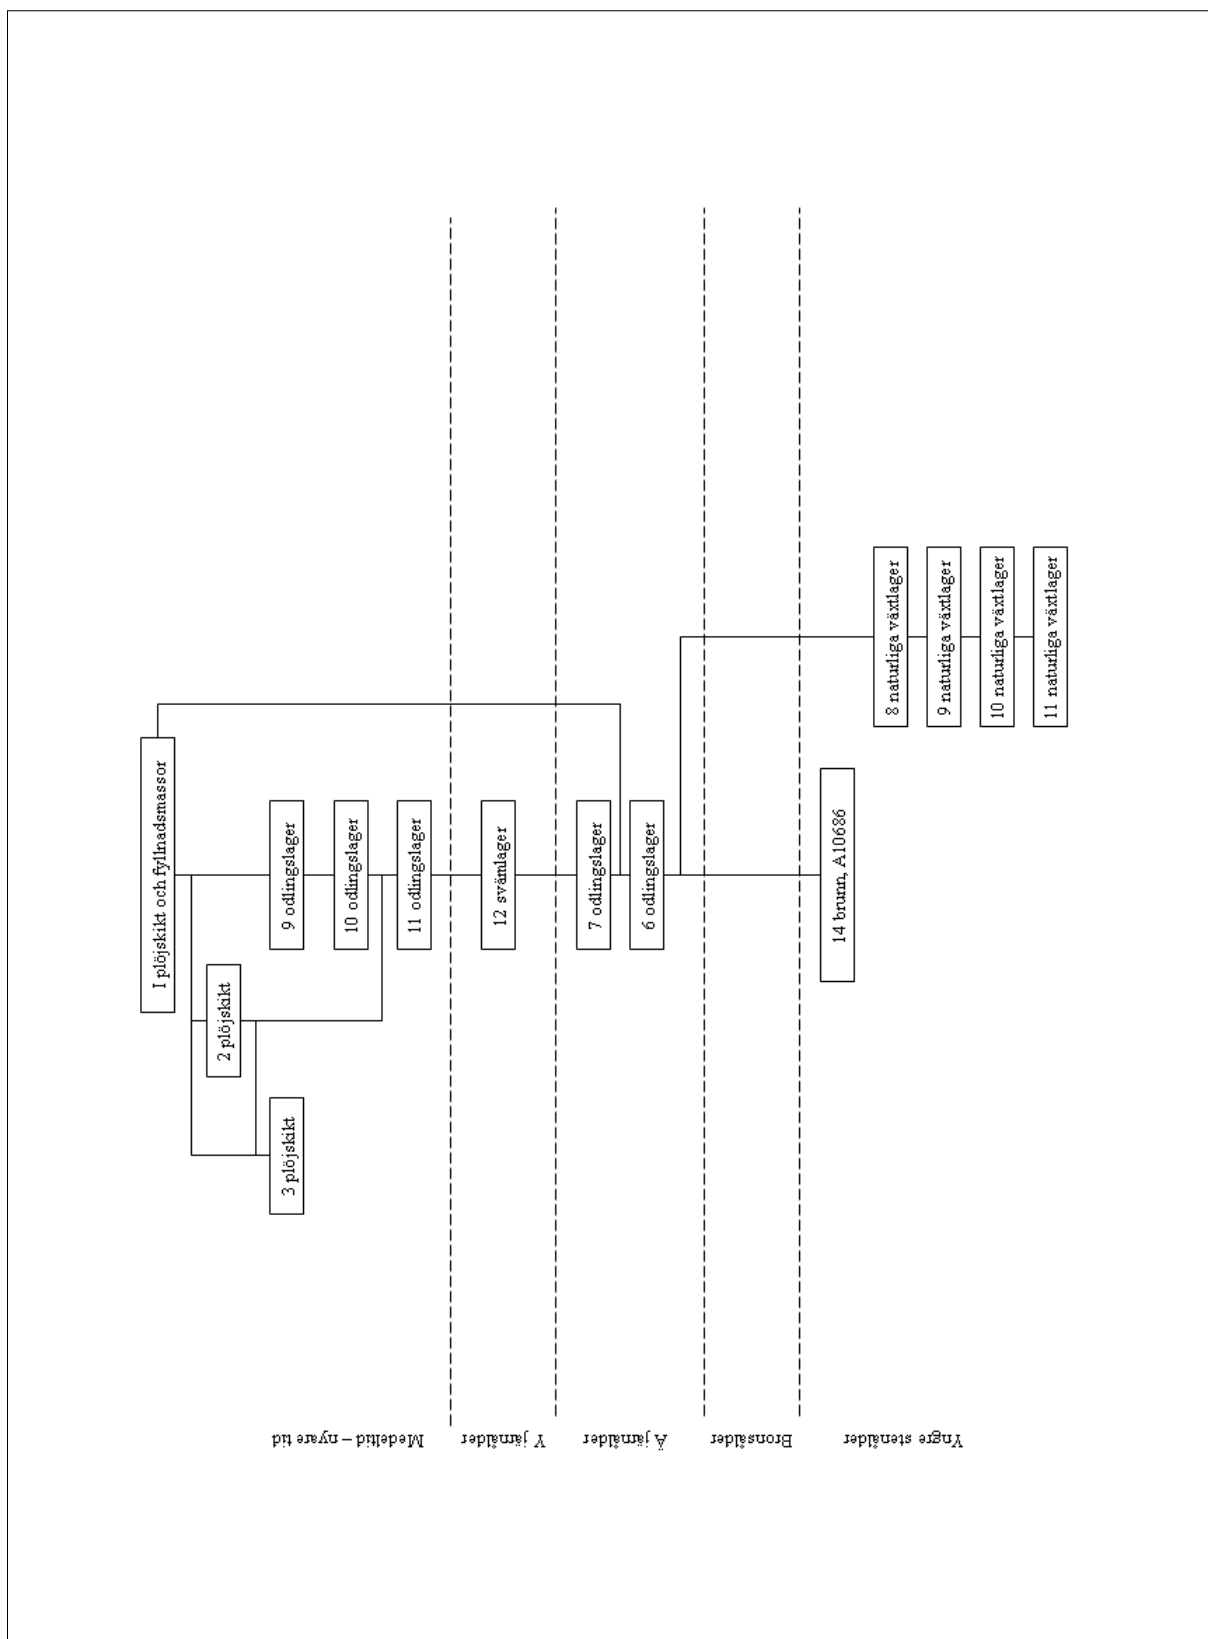 I plöjskikt och fyllnadsmassor
2 plöjskikt
3 plöjskikt
9 odlingslager
10 odlingslager
11 odlingslager
Medeltid – nyare tid
12 svämlager
Y järnålder
7 odlingslager
6 odlingslager
Ä järnålder
Bronsålder
14 brunn, A10686
8 naturliga växtlager
9 naturliga växtlager
10 naturliga växtlager
11 naturliga växtlager
Yngre stenålder